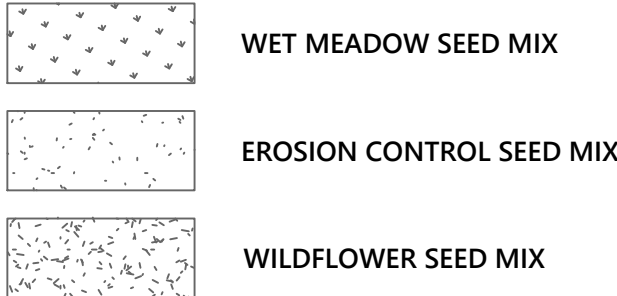 WET MEADOW SEED MIX
EROSION CONTROL SEED MIX
WILDFLOWER SEED MIX